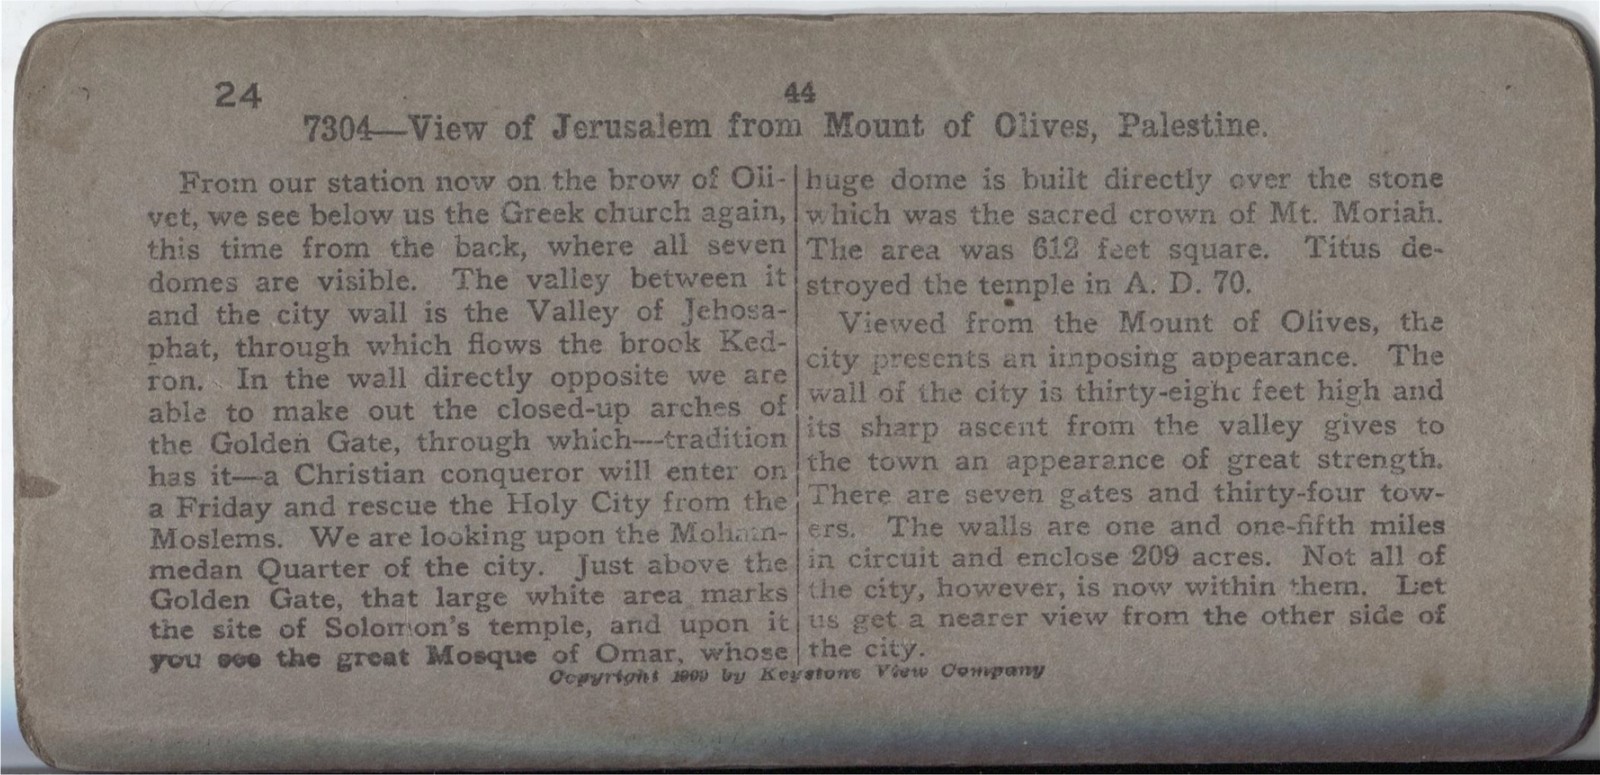 24
44
7304—View of Jerusalem from Mount of Olives, Palestine.
From our station now on the brow of Oli-
vet, we see below us the Greek church again,
this time from the back, where all seven
domes are visible. The valley between it
and the city wall is the Valley of Jehosa-
phat, through which flows the brook Ked-
ron. In the wall directly opposite we are
able to make out the closed-up arches of
the Golden Gate, through which—tradition
has it—a Christian conqueror will enter on
a Friday and rescue the Holy City from the
Moslems. We are looking upon the Moham-
medan Quarter of the city. Just above the
Golden Gate, that large white area marks
the site of Solomon's temple, and upon it
you see the great Mosque of Omar, whose
huge dome is built directly over the stone
which was the sacred crown of Mt. Moriah.
The area was 612 feet square. Titus de-
stroyed the temple in A. D. 70.
Viewed from the Mount of Olives, the
city presents an imposing appearance. The
wall of the city is thirty-eight feet high and
its sharp ascent from the valley gives to
the town an appearance of great strength.
There are seven gates and thirty-four tow-
ers. The walls are one and one-fifth miles
in circuit and enclose 209 acres. Not all of
the city, however, is now within them. Let
us get a nearer view from the other side of
the city.
Copyright 1909 by Keystone View Company